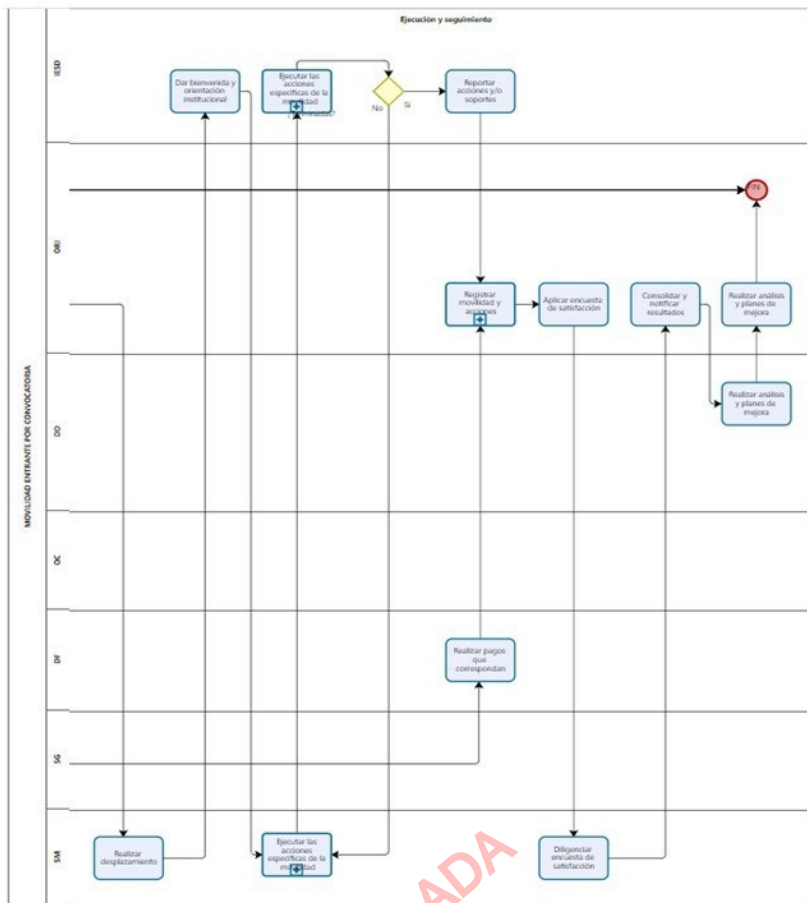 Ejecución y seguimiento
MOVILIDAD ENTRANTE POR CONVOCATORIA
IESD
Dar bienvenida y
orientación
institucional
Ejecutar las
acciones
específicas de la
movilidad
No
Si
Reportar
acciones y/o
soportes
ORI
FIN
Registrar
movilidad y
acciones
Aplicar encuesta
de satisfacción
Consolidar y
notificar
resultados
Realizar análisis
y planes de
mejora
DD
Realizar análisis
y planes de
mejora
OC
DF
Realizar pagos
que
correspondan
SG
SM
Realizar
desplazamiento
Ejecutar las
acciones
específicas de la
movilidad
Diligenciar
encuesta de
satisfacción
ADA